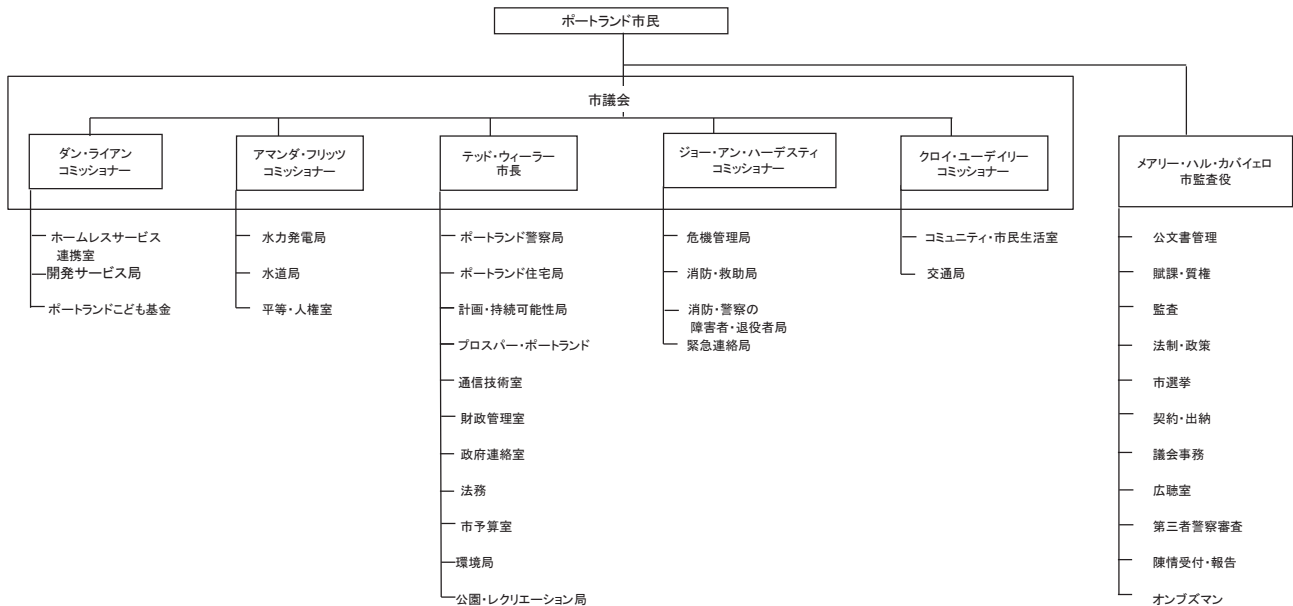 ポートランド市民
市議会
ダン・ライアン
コミッショナー
アマンダ・フリッツ
コミッショナー
テッド・ウィーラー
市長
ジョー・アン・ハーデスティ
コミッショナー
クロイ・ユーデイリー
コミッショナー
メアリー・ハル・カバイェロ
市監査役
ホームレスサービス
連携室
開発サービス局
ポートランドこども基金
水力発電局
水道局
平等・人権室
ポートランド警察局
ポートランド住宅局
計画・持続可能性局
プロスパー・ポートランド
通信技術室
財政管理室
政府連絡室
法務
市予算室
環境局
公園・レクリエーション局
危機管理局
消防・救助局
消防・警察の
障害者・退役者局
緊急連絡局
コミュニティ・市民生活室
交通局
公文書管理
賦課・質権
監査
法制・政策
市選挙
契約・出納
議会事務
広聴室
第三者警察審査
陳情受付・報告
オンブズマン